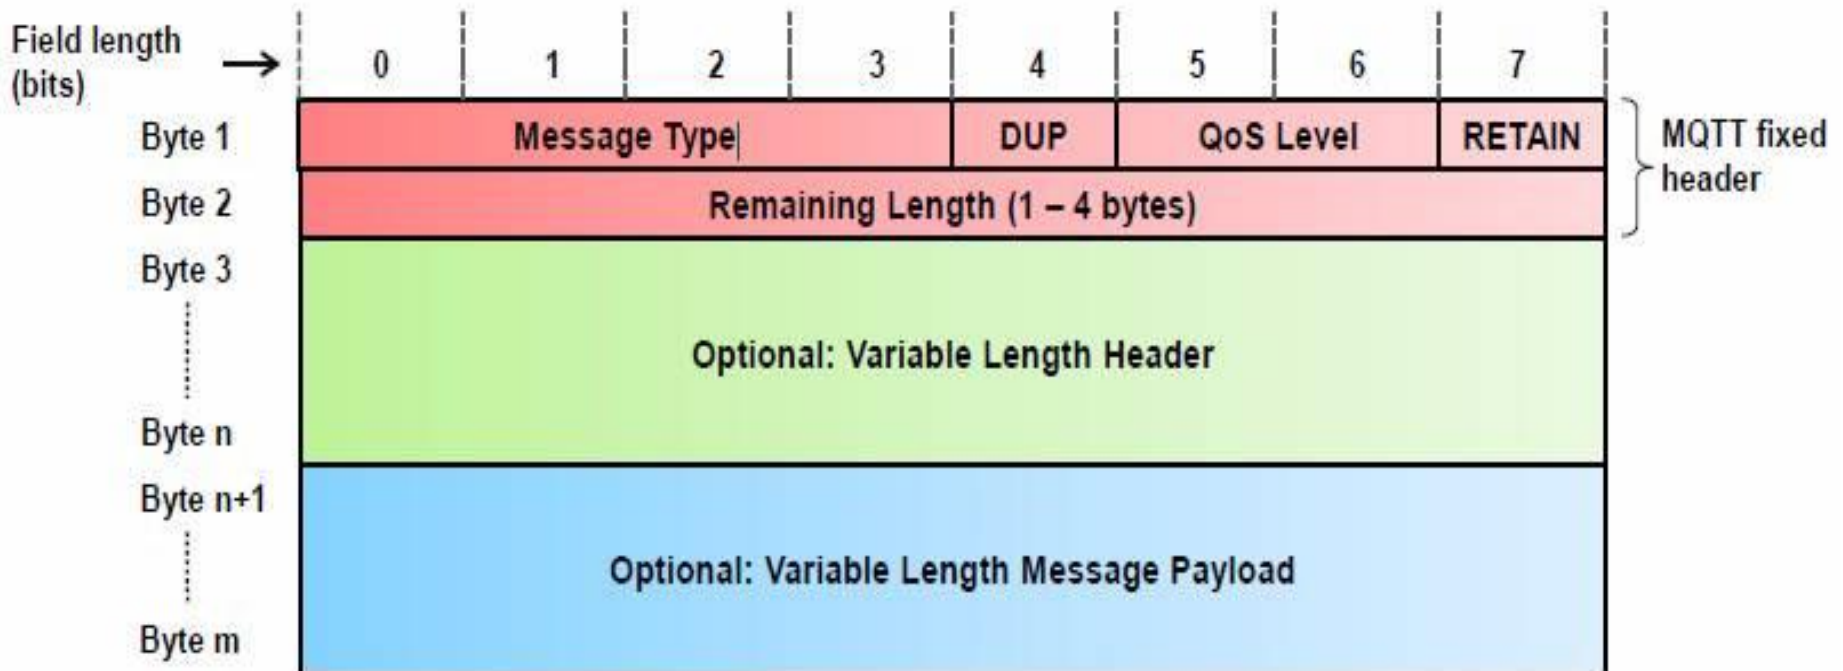 Field length
(bits)
0 1 2 3 4 5 6 7
Byte 1
Message Type
DUP
QoS Level
RETAIN
MQTT fixed
header
Byte 2
Remaining Length (1 – 4 bytes)
Byte 3
Optional: Variable Length Header
Byte n
Byte n+1
Optional: Variable Length Message Payload
Byte m